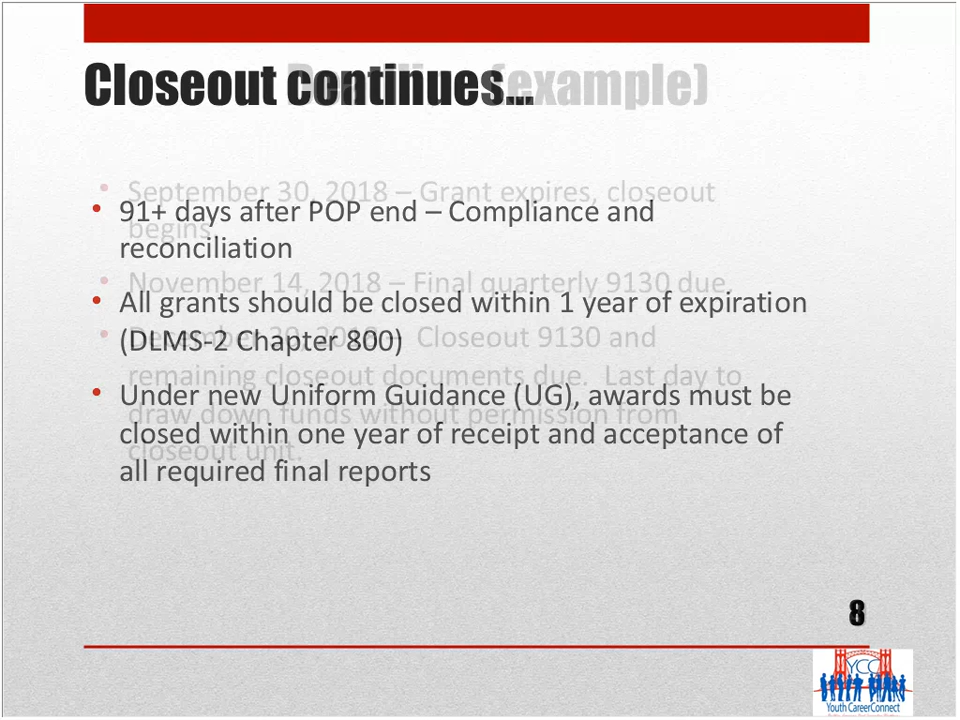 Closeout continues...
(example)
September 30, 2018 – Grant expires, closeout
begins
91+ days after POP end – Compliance and
reconciliation
November 14, 2018 – Final quarterly 9130 due.
All grants should be closed within 1 year of expiration
(DLMS-2 Chapter 800)
Closeout 9130 and
remaining closeout documents due. Last day to
Under new Uniform Guidance (UG), awards must be
draw down funds without permission from
closed within one year of receipt and acceptance of
closeout unit.
all required final reports
8
YCC
Youth CareerConnect